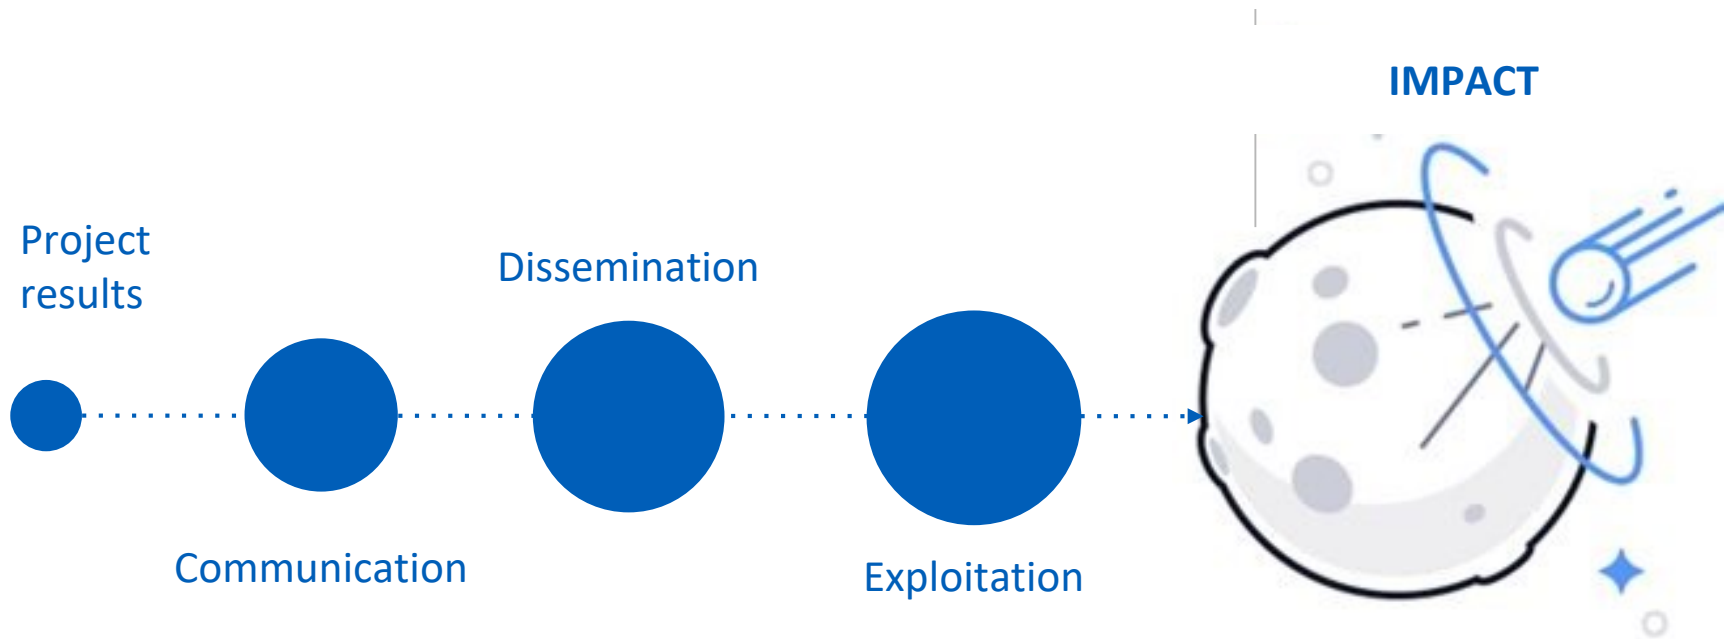 Project
results
Communication
Dissemination
Exploitation
IMPACT